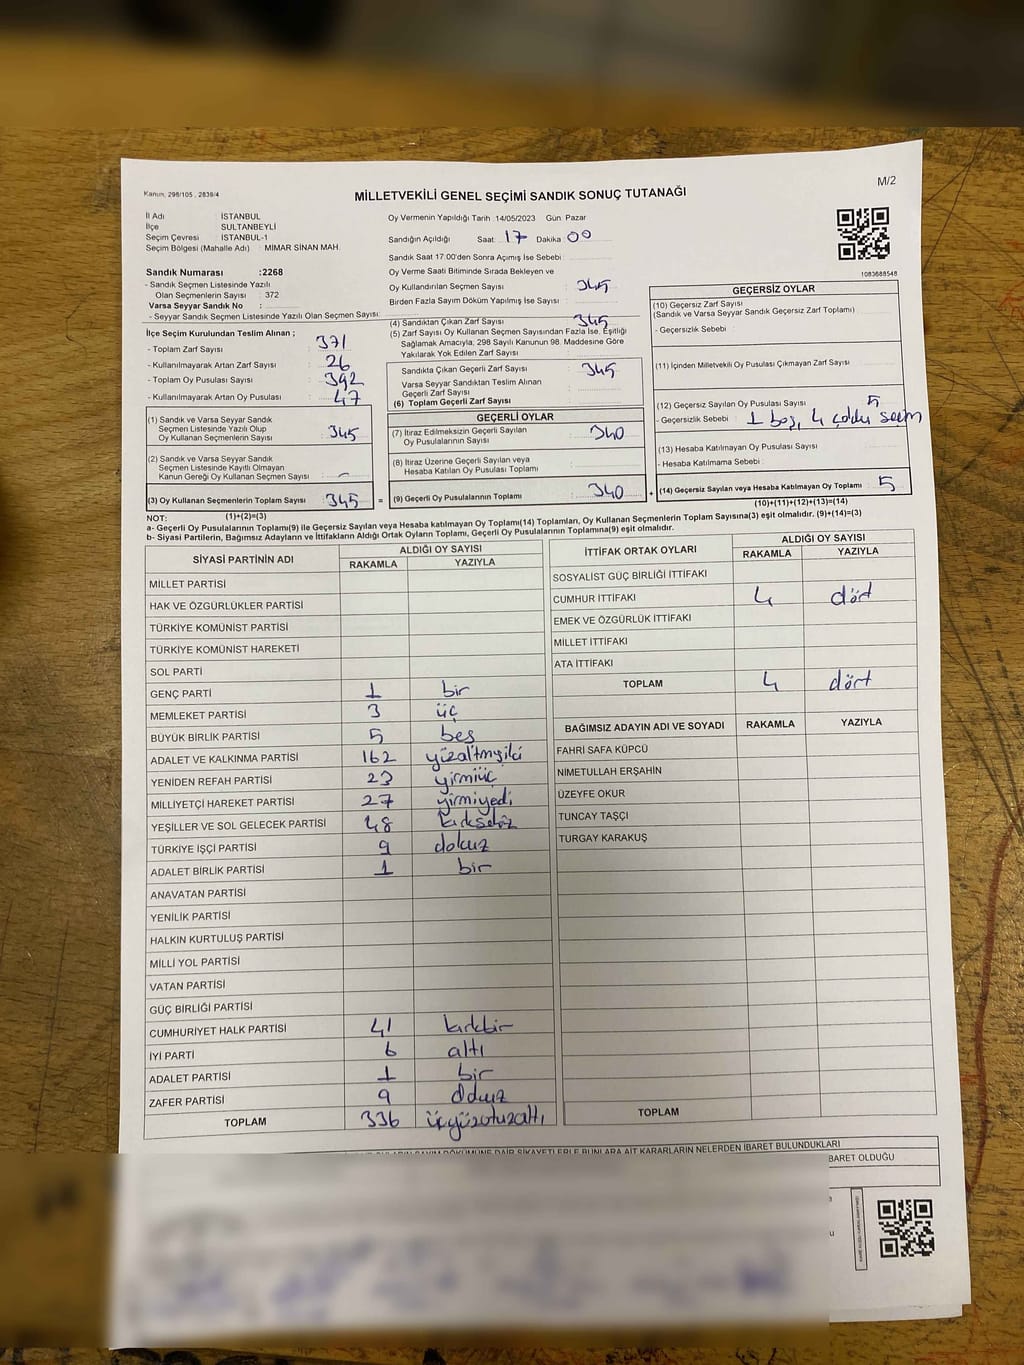 Kanun, 298/105 , 2839/4
MİLLETVEKİLİ GENEL SEÇİMİ SANDIK SONUÇ TUTANAĞI
M/2
İl Adı : İSTANBUL
İlçe : SULTANBEYLİ
Seçim Çevresi : İSTANBUL-1
Seçim Bölgesi (Mahalle Adı) : MİMAR SİNAN MAH.
Sandık Numarası :2268
- Sandık Seçmen Listesinde Yazılı
Olan Seçmenlerin Sayısı : 372
Varsa Seyyar Sandık No :
- Seyyar Sandık Seçmen Listesinde Yazılı Olan Seçmen Sayısı:
Oy Vermenin Yapıldığı Tarih :14/05/2023 Gün: Pazar
Sandığın Açıldığı Saat: 17 Dakika: 00
Sandık Saat 17:00'den Sonra Açımış İse Sebebi :
Oy Verme Saati Bitiminde Sırada Bekleyen ve
Oy Kullandırılan Seçmen Sayısı : 345
Birden Fazla Sayım Döküm Yapılmış İse Sayısı :
1083688548
İlçe Seçim Kurulundan Teslim Alınan ;
- Toplam Zarf Sayısı : 371
- Kullanılmayarak Artan Zarf Sayısı : 26
- Toplam Oy Pusulası Sayısı : 392
- Kullanılmayarak Artan Oy Pusulası : 47
(4) Sandıktan Çıkan Zarf Sayısı : 345
(5) Zarf Sayısı Oy Kullanan Seçmen Sayısından Fazla İse, Eşitliği
Sağlamak Amacıyla; 298 Sayılı Kanunun 98. Maddesine Göre
Yakılarak Yok Edilen Zarf Sayısı :
Sandıkta Çıkan Geçerli Zarf Sayısı : 345
Varsa Seyyar Sandıktan Teslim Alınan
Geçerli Zarf Sayısı :
(6) Toplam Geçerli Zarf Sayısı
GEÇERSİZ OYLAR
(10) Geçersiz Zarf Sayısı
(Sandık ve Varsa Seyyar Sandık Geçersiz Zarf Toplamı) :
- Geçersizlik Sebebi :
(11) İçinden Milletvekili Oy Pusulası Çıkmayan Zarf Sayısı :
(12) Geçersiz Sayılan Oy Pusulası Sayısı : 5
- Geçersizlik Sebebi : 1 boş, 4 çoklu seçim
(13) Hesaba Katılmayan Oy Pusulası Sayısı :
- Hesaba Katılmama Sebebi :
(14) Geçersiz Sayılan veya Hesaba Katılmayan Oy Toplamı : 5
(10)+(11)+(12)+(13)=(14)
(1) Sandık ve Varsa Seyyar Sandık
Seçmen Listesinde Yazılı Olup
Oy Kullanan Seçmenlerin Sayısı : 345
(2) Sandık ve Varsa Seyyar Sandık
Seçmen Listesinde Kayıtlı Olmayan
Kanun Gereği Oy Kullanan Seçmen Sayısı : -
(3) Oy Kullanan Seçmenlerin Toplam Sayısı : 345 =
(1)+(2)=(3)
GEÇERLİ OYLAR
(7) İtiraz Edilmeksizin Geçerli Sayılan
Oy Pusulalarının Sayısı : 340
(8) İtiraz Üzerine Geçerli Sayılan veya
Hesaba Katılan Oy Pusulası Toplamı :
(9) Geçerli Oy Pusulalarının Toplamı : 340 +
NOT:
a- Geçerli Oy Pusulalarının Toplamı(9) ile Geçersiz Sayılan veya Hesaba katılmayan Oy Toplamı(14) Toplamları, Oy Kullanan Seçmenlerin Toplam Sayısına(3) eşit olmalıdır. (9)+(14)=(3)
b- Siyasi Partilerin, Bağımsız Adayların ve İttifakların Aldığı Ortak Oyların Toplamı, Geçerli Oy Pusulalarının Toplamına(9) eşit olmalıdır.
SİYASİ PARTİNİN ADI ALDIĞI OY SAYISI
RAKAMLA YAZIYLA
MİLLET PARTİSİ
HAK VE ÖZGÜRLÜKLER PARTİSİ
TÜRKİYE KOMÜNİST PARTİSİ
TÜRKİYE KOMÜNİST HAREKETİ
SOL PARTİ
GENÇ PARTİ 1 bir
MEMLEKET PARTİSİ 3 üç
BÜYÜK BİRLİK PARTİSİ 5 beş
ADALET VE KALKINMA PARTİSİ 162 yüzaltmışiki
YENİDEN REFAH PARTİSİ 23 yirmiüç
MİLLİYETÇİ HAREKET PARTİSİ 27 yirmiyedi
YEŞİLLER VE SOL GELECEK PARTİSİ 48 kırksekiz
TÜRKİYE İŞÇİ PARTİSİ 9 dokuz
ADALET BİRLİK PARTİSİ 1 bir
ANAVATAN PARTİSİ
YENİLİK PARTİSİ
HALKIN KURTULUŞ PARTİSİ
MİLLİ YOL PARTİSİ
VATAN PARTİSİ
GÜÇ BİRLİĞİ PARTİSİ
CUMHURİYET HALK PARTİSİ 41 kırkbir
İYİ PARTİ 6 altı
ADALET PARTİSİ 1 bir
ZAFER PARTİSİ 9 dokuz
TOPLAM 336 üçyüzotuzaltı
İTTİFAK ORTAK OYLARI ALDIĞI OY SAYISI
RAKAMLA YAZIYLA
SOSYALİST GÜÇ BİRLİĞİ İTTİFAKI
CUMHUR İTTİFAKI 4 dört
EMEK VE ÖZGÜRLÜK İTTİFAKI
MİLLET İTTİFAKI
ATA İTTİFAKI
TOPLAM 4 dört
BAĞIMSIZ ADAYIN ADI VE SOYADI RAKAMLA YAZIYLA
FAHRİ SAFA KÜPCÜ
NİMETULLAH ERŞAHİN
ÜZEYFE OKUR
TUNCAY TAŞÇI
TURGAY KARAKUŞ
TOPLAM
SAYIM DÖKÜMÜNE DAİR ŞİKAYETLERLE BUNLARA AİT KARARLARIN NELERDEN İBARET BULUNDUKLARI
BARET OLDUĞU